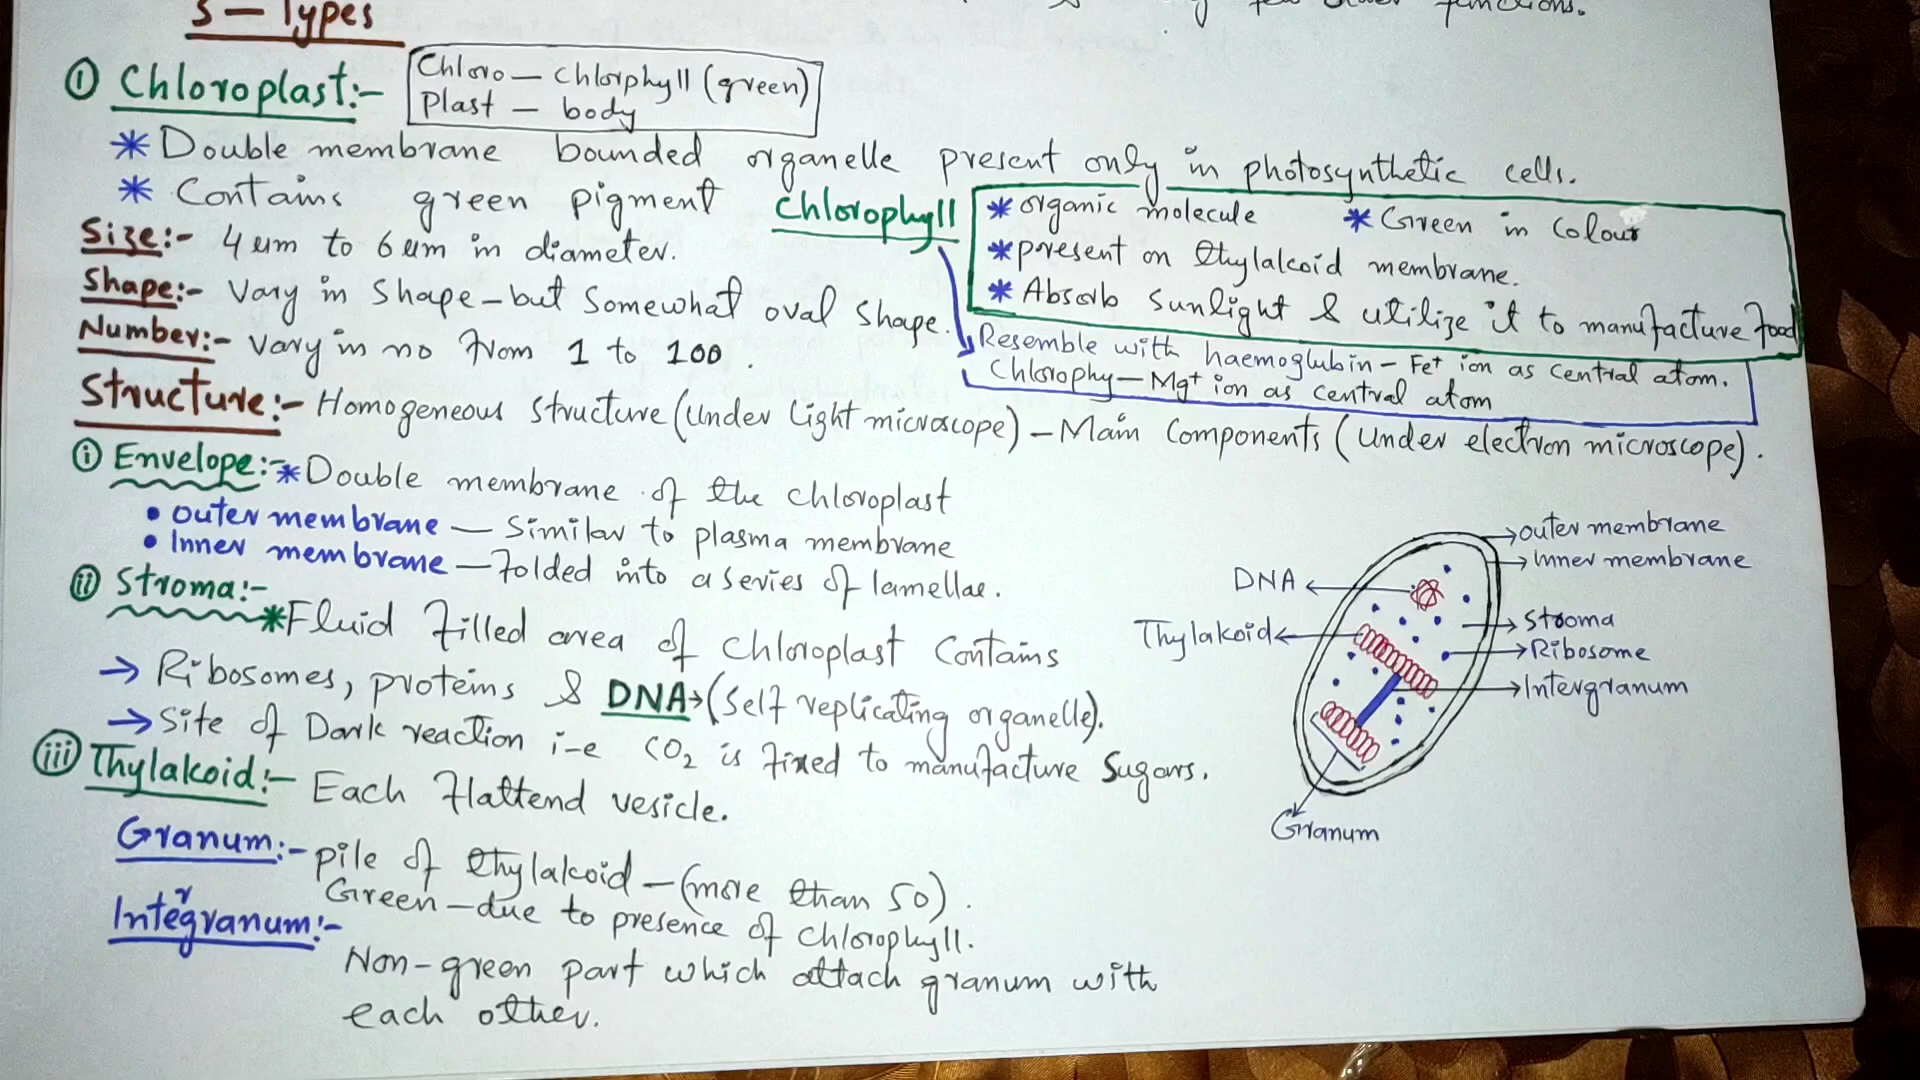 3 – Types
functions.
① Chloroplast:-
Chloro — Chlorphyll (green)
Plast — body
* Double membrane bounded organelle present only in photosynthetic cells.
* Contains green pigment Chlorophyll
* organic molecule * Green in Colour
* present on thylakoid membrane.
* Absorb sunlight & utilize it to manufacture food
Size:- 4 um to 6 um in diameter.
Shape:- Vary in Shape – but Somewhat oval Shape.
Number:- Vary in no from 1 to 100.
Resemble with haemoglubin – Fe+ ion as central atom.
Chlorophy – Mg+ ion as central atom
Structure:- Homogeneous structure (Under Light microscope) – Main Components (Under electron microscope).
(i) Envelope:- * Double membrane of the Chloroplast
• outer membrane — Similar to plasma membrane
• Inner membrane — Folded into a series of lamellae.
(ii) Stroma:-
* Fluid filled area of Chloroplast Contains
→ Ribosomes, proteins & DNA → (Self replicating organelle).
→ Site of Dark reaction i-e CO₂ is fixed to manufacture Sugars.
(iii) Thylakoid:- Each flattend vesicle.
Granum:- pile of thylakoid – (more than 50).
Green – due to presence of chlorophyll.
Intergranum:-
Non-green part which attach granum with
each other.
outer membrane
Inner membrane
DNA
Stroma
Thylakoid
Ribosome
Intergranum
Granum